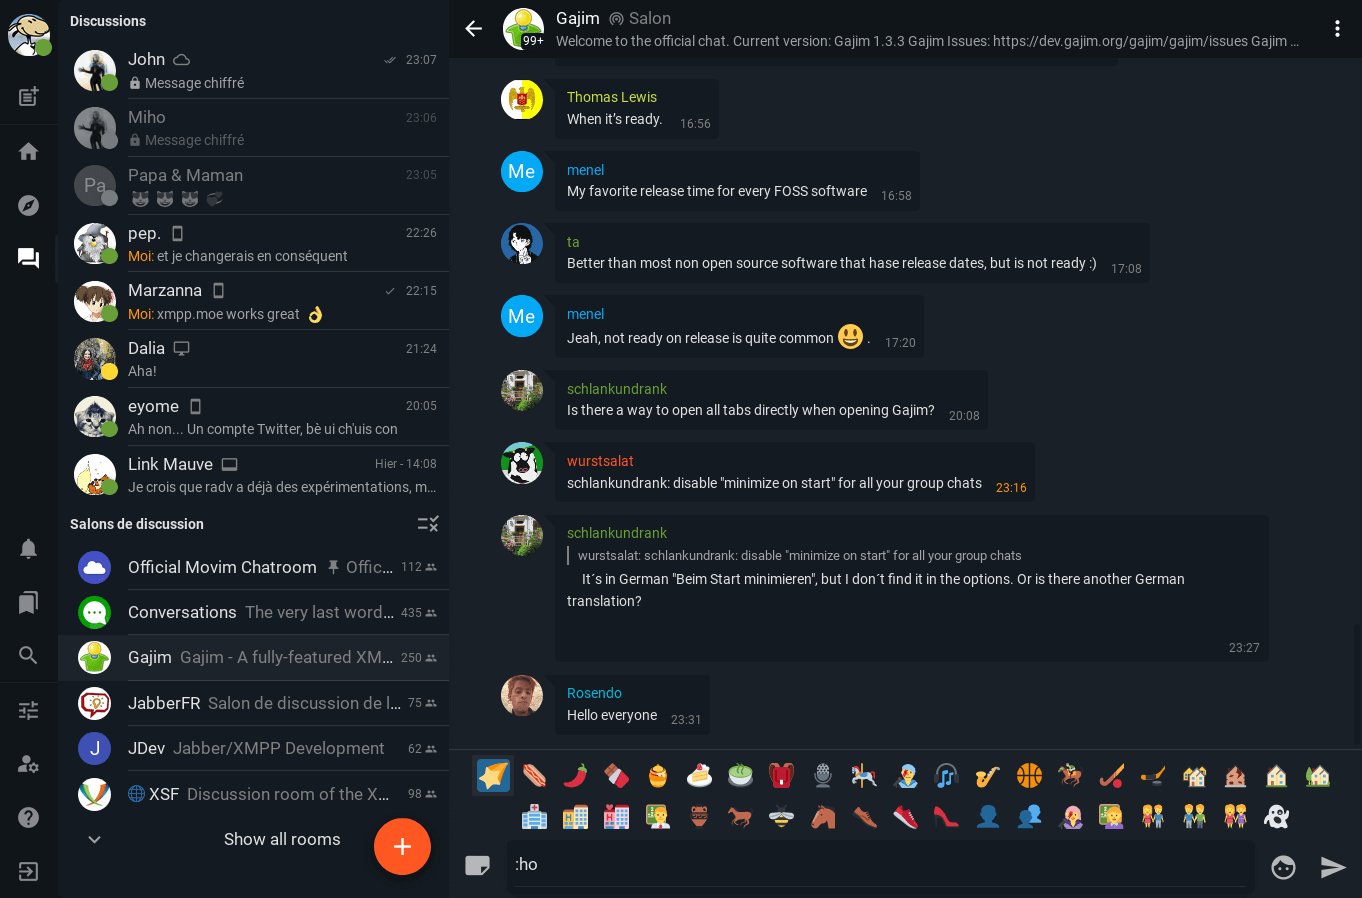 Discussions
John
23:07
Message chiffré
Miho
23:06
Message chiffré
Pa
Papa & Maman
23:05
😼 😼 😼
pep.
22:26
Moi: et je changerais en conséquent
Marzanna
22:15
Moi: xmpp.moe works great 👌
Dalia
21:24
Aha!
eyome
20:05
Ah non... Un compte Twitter, bè ui ch'uis con
Link Mauve
Hier - 14:08
Je crois que radv a déjà des expérimentations, m...
Salons de discussion
Official Movim Chatroom Offic... 112
Conversations The very last word... 435
Gajim Gajim - A fully-featured XM... 250
JabberFR Salon de discussion de l... 75
J
JDev Jabber/XMPP Development 62
XSF Discussion room of the X... 98
Show all rooms
+
99+
Gajim Salon
Welcome to the official chat. Current version: Gajim 1.3.3 Gajim Issues: https://dev.gajim.org/gajim/gajim/issues Gajim ...
Thomas Lewis
When it’s ready. 16:56
Me
menel
My favorite release time for every FOSS software 16:58
ta
Better than most non open source software that hase release dates, but is not ready :) 17:08
Me
menel
Jeah, not ready on release is quite common 😃 . 17:20
schlankundrank
Is there a way to open all tabs directly when opening Gajim? 20:08
wurstsalat
schlankundrank: disable "minimize on start" for all your group chats 23:16
schlankundrank
wurstsalat: schlankundrank: disable "minimize on start" for all your group chats
It´s in German "Beim Start minimieren", but I don´t find it in the options. Or is there another German
translation?
23:27
Rosendo
Hello everyone 23:31
:ho